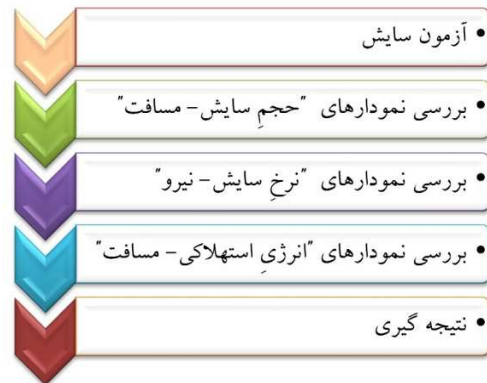 • آزمون سایش
• بررسی نمودارهای "حجمِ سایش– مسافت"
• بررسی نمودارهای "نرخِ سایش– نیرو"
• بررسی نمودارهای "انرژیِ استهلاکی– مسافت"
• نتیجه گیری